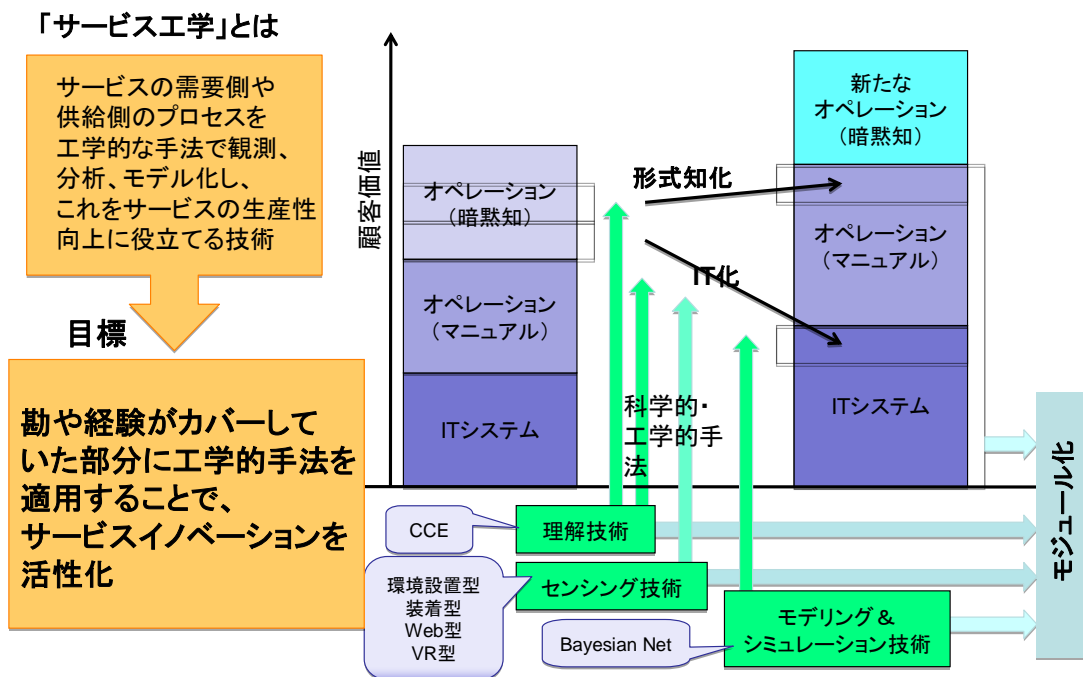 「サービス工学」とは
サービスの需要側や
供給側のプロセスを
工学的な手法で観測、
分析、モデル化し、
これをサービスの生産性
向上に役立てる技術
目標
勘や経験がカバーして
いた部分に工学的手法を
適用することで、
サービスイノベーションを
活性化
顧客価値
オペレーション
（暗黙知）
オペレーション
（マニュアル）
ITシステム
形式知化
IT化
科学的・
工学的手
法
新たな
オペレーション
（暗黙知）
オペレーション
（マニュアル）
ITシステム
CCE
理解技術
環境設置型
装着型
Web型
VR型
センシング技術
Bayesian Net
モデリング＆
シミュレーション技術
モジュール化